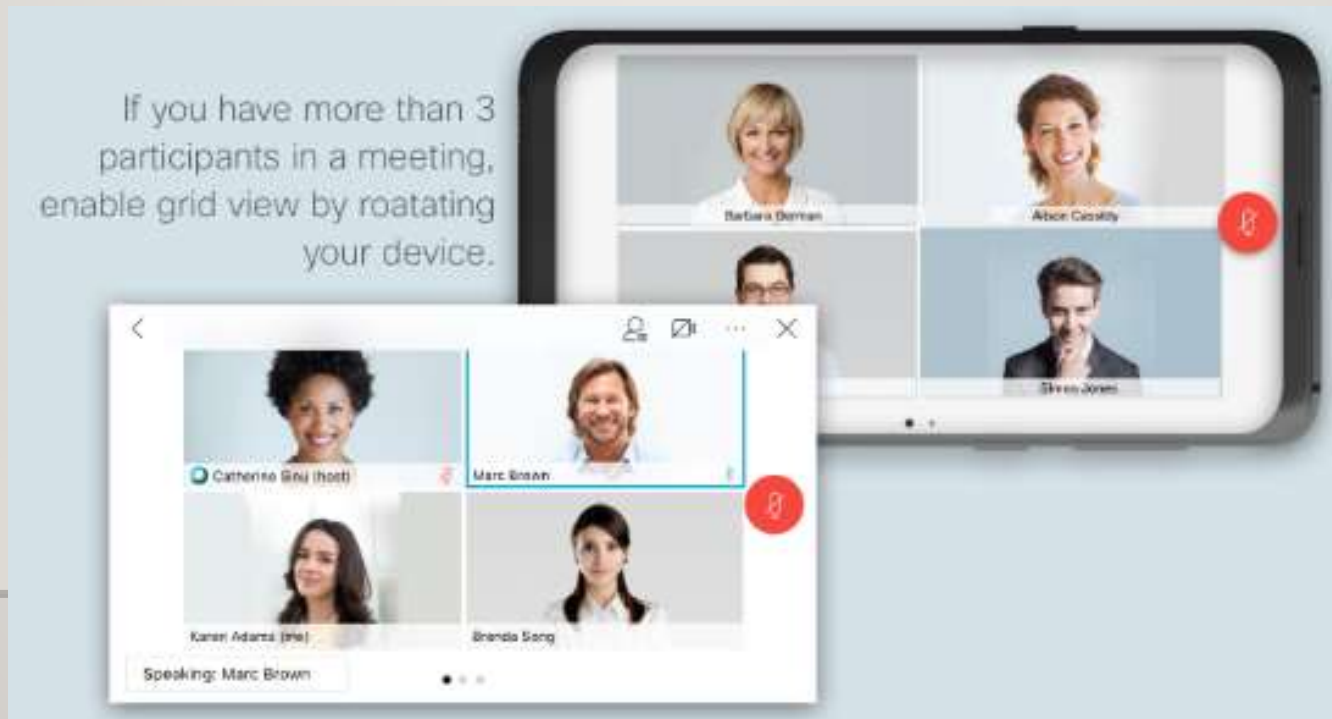 If you have more than 3
participants in a meeting,
enable grid view by roatating
your device.
Barbara German
Alison Cassidy
Simon Jones
Catherine Sinu (host)
Marc Brown
Karen Adams (me)
Brenda Song
Speaking: Marc Brown